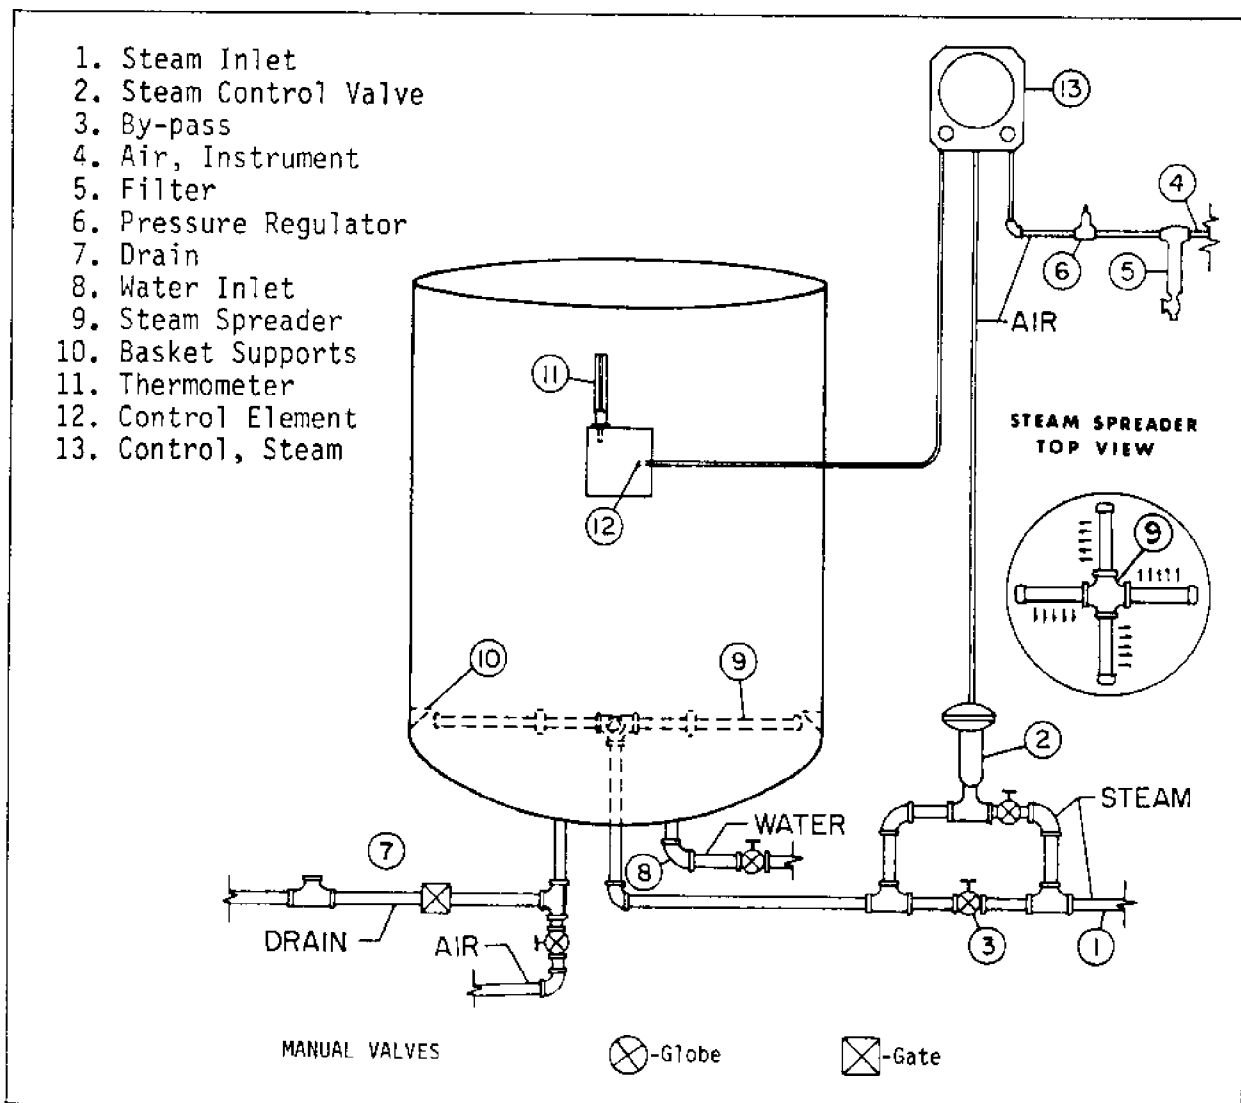 1. Steam Inlet
2. Steam Control Valve
3. By-pass
4. Air, Instrument
5. Filter
6. Pressure Regulator
7. Drain
8. Water Inlet
9. Steam Spreader
10. Basket Supports
11. Thermometer
12. Control Element
13. Control, Steam
13
4
6
5
AIR
11
12
STEAM SPREADER
TOP VIEW
9
10
9
2
STEAM
WATER
7
8
DRAIN
AIR
3
1
MANUAL VALVES
-Globe
-Gate